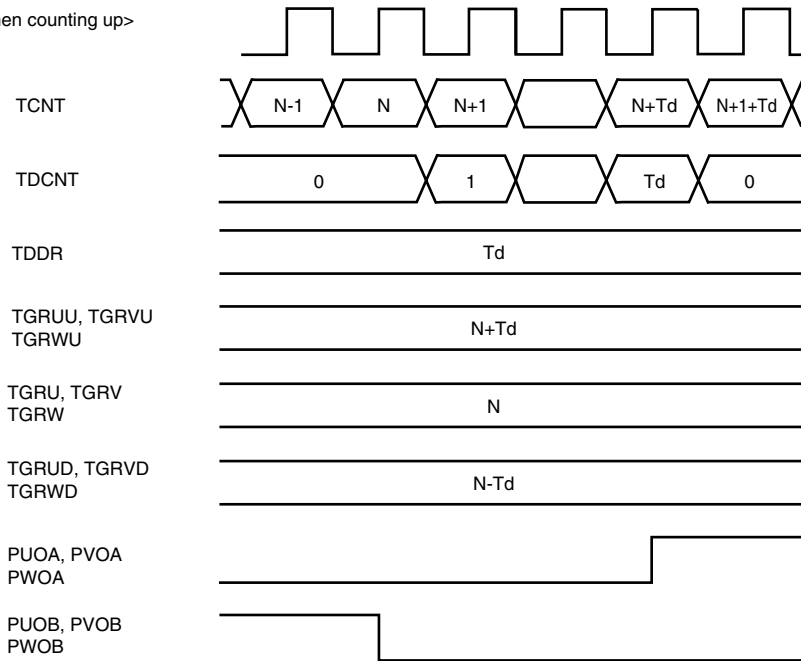 en counting up>
TCNT N-1 N N+1 N+Td N+1+Td
TDCNT 0 1 Td 0
TDDR Td
TGRUU, TGRVU
TGRWU
N+Td
TGRU, TGRV
TGRW
N
TGRUD, TGRVD
TGRWD
N-Td
PUOA, PVOA
PWOA
PUOB, PVOB
PWOB